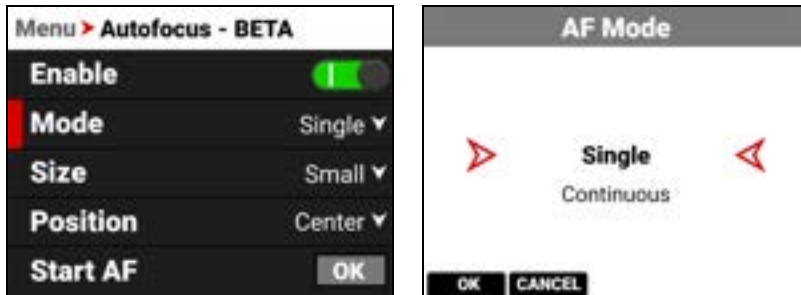 Menu > Autofocus - BETA
Enable
Mode Single
Size Small
Position Center
Start AF OK
AF Mode
Single
Continuous
OK CANCEL